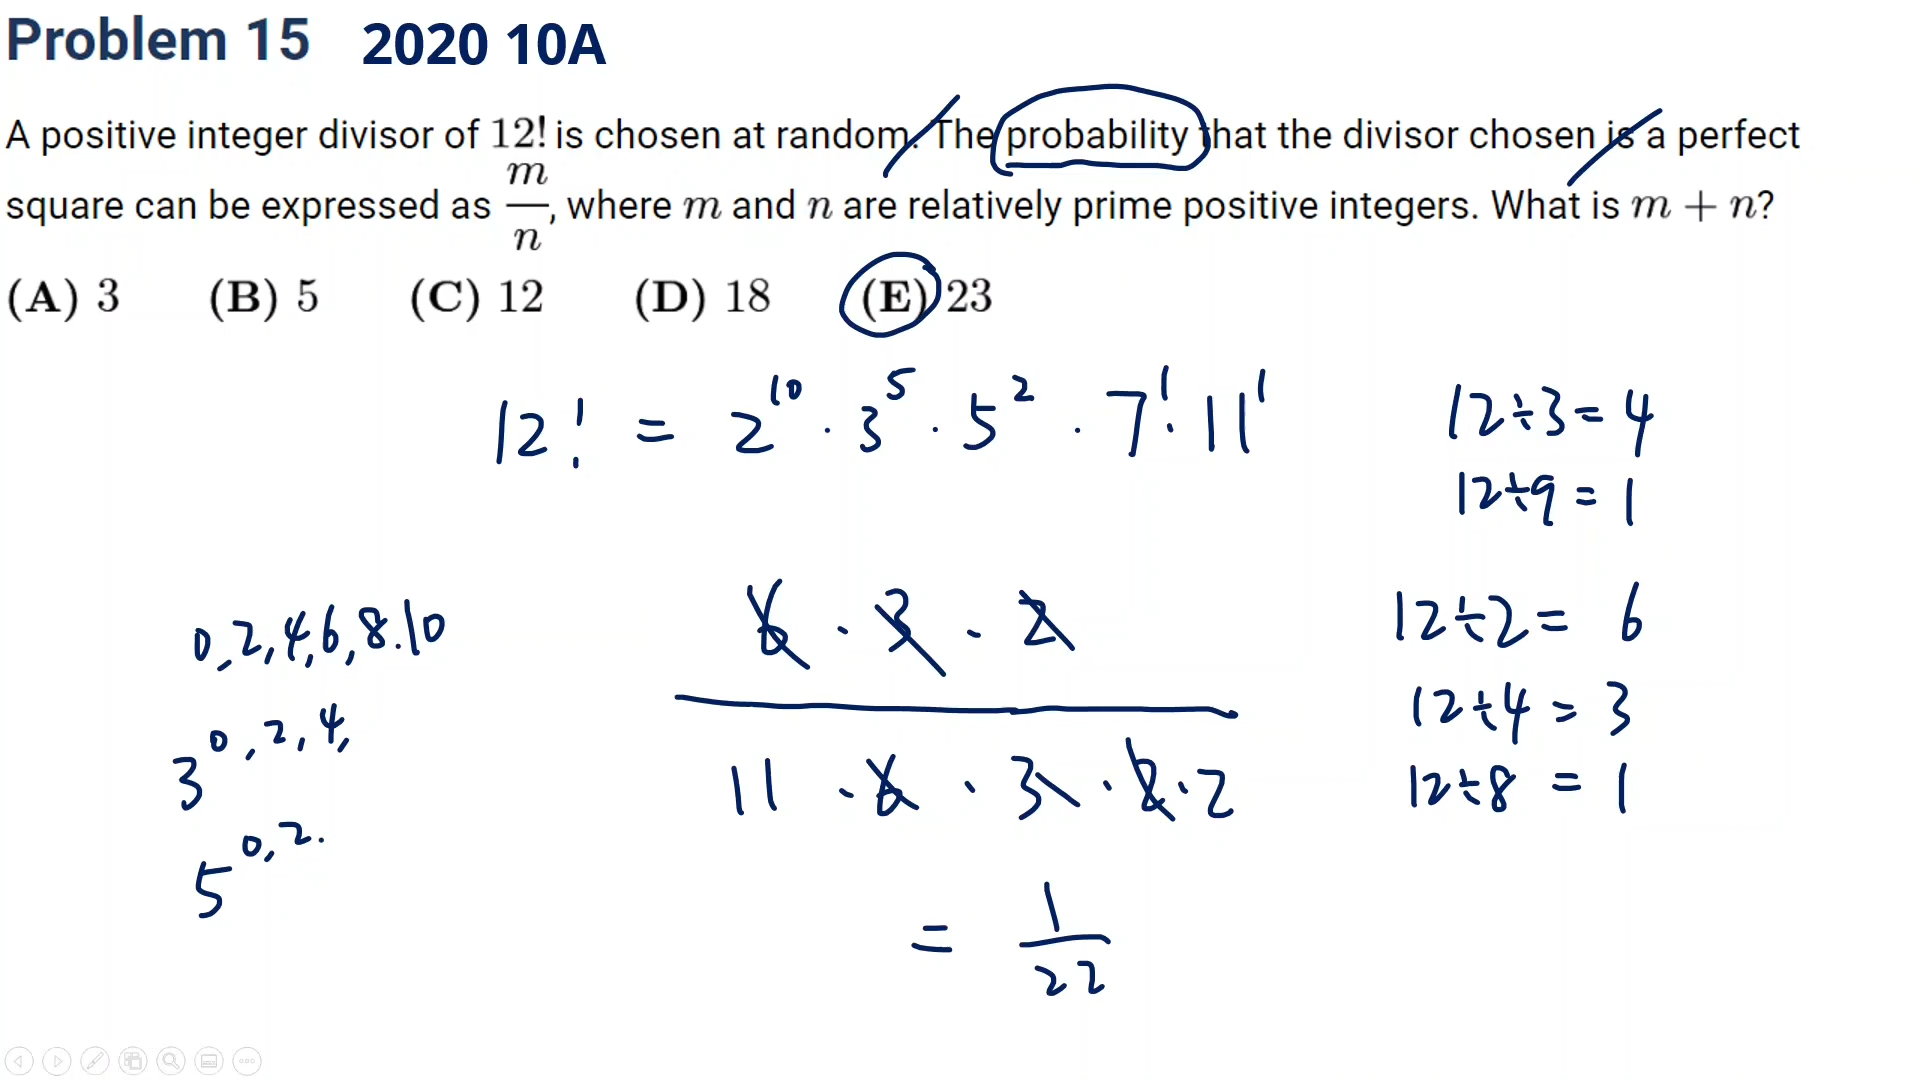 Problem 15 2020 10A
A positive integer divisor of 12! is chosen at random. The probability that the divisor chosen is a perfect
square can be expressed as m/n, where m and n are relatively prime positive integers. What is m + n?
(A) 3 (B) 5 (C) 12 (D) 18 (E) 23
12! = 2^10 · 3^5 · 5^2 · 7^1 · 11^1
12÷3 = 4
12÷9 = 1
0,2,4,6,8.10
3^0,2,4,
5^0,2.
6 · 3 · 2
11 · 6 · 3 · 2 · 2
= 1/22
12÷2 = 6
12÷4 = 3
12÷8 = 1